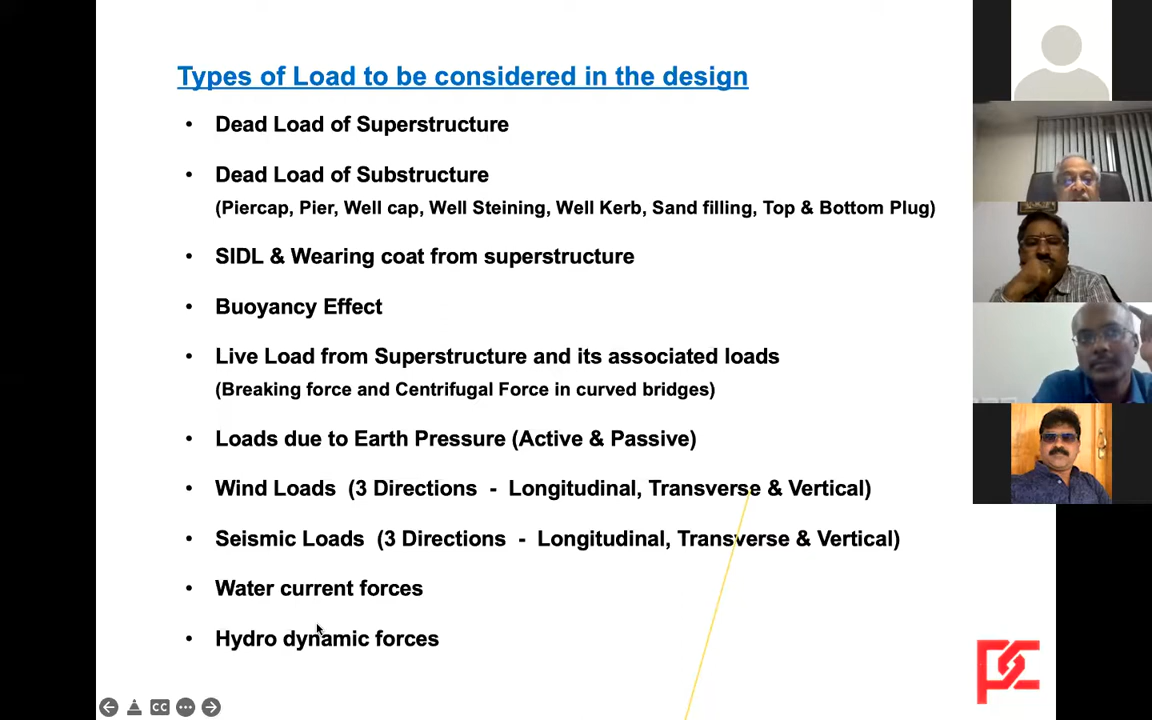 Types of Load to be considered in the design
• Dead Load of Superstructure
• Dead Load of Substructure
(Piercap, Pier, Well cap, Well Steining, Well Kerb, Sand filling, Top & Bottom Plug)
• SIDL & Wearing coat from superstructure
• Buoyancy Effect
• Live Load from Superstructure and its associated loads
(Breaking force and Centrifugal Force in curved bridges)
• Loads due to Earth Pressure (Active & Passive)
• Wind Loads (3 Directions - Longitudinal, Transverse & Vertical)
• Seismic Loads (3 Directions - Longitudinal, Transverse & Vertical)
• Water current forces
• Hydro dynamic forces
CC